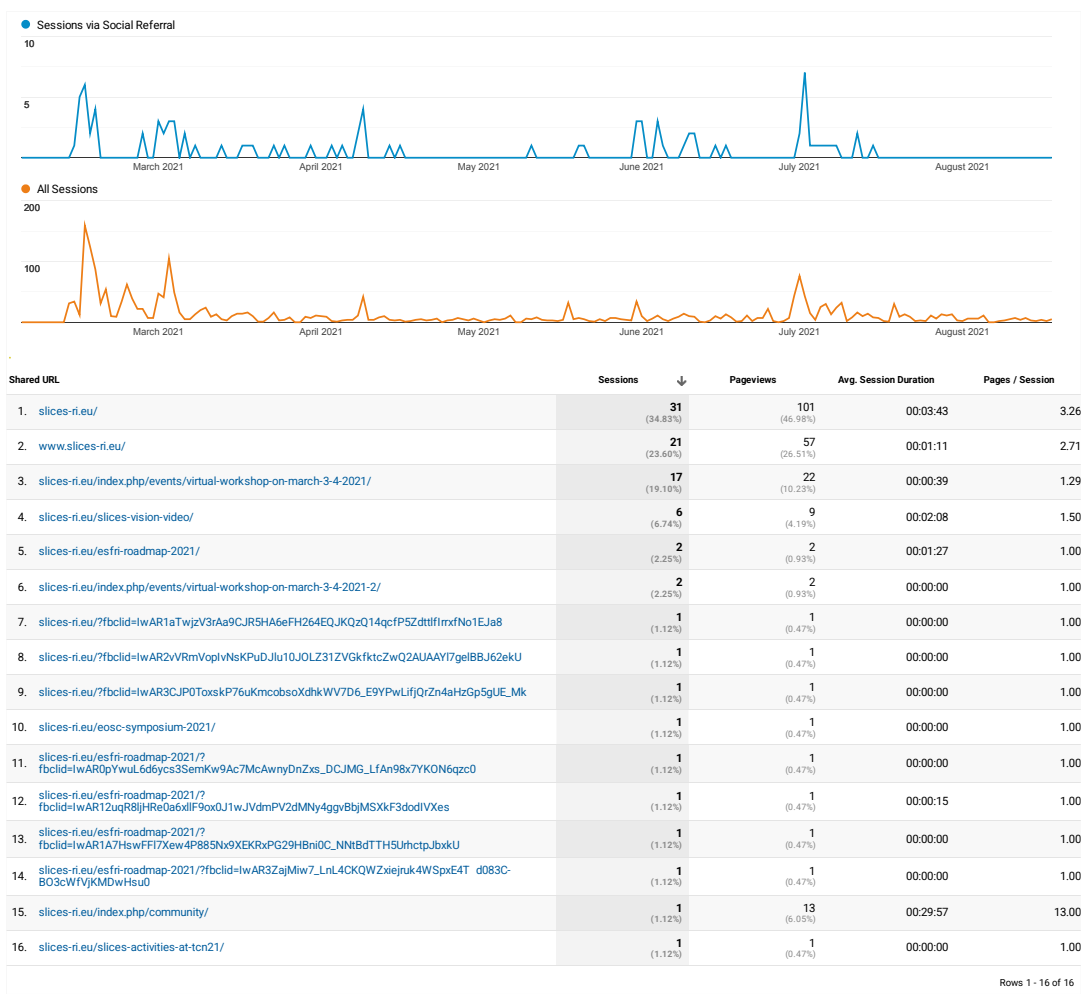 Sessions via Social Referral
10
5
March 2021 April 2021 May 2021 June 2021 July 2021 August 2021
All Sessions
200
100
March 2021 April 2021 May 2021 June 2021 July 2021 August 2021
Shared URL Sessions Pageviews Avg. Session Duration Pages / Session
1. slices-ri.eu/ 31 (34.83%) 101 (46.98%) 00:03:43 3.26
2. www.slices-ri.eu/ 21 (23.60%) 57 (26.51%) 00:01:11 2.71
3. slices-ri.eu/index.php/events/virtual-workshop-on-march-3-4-2021/ 17 (19.10%) 22 (10.23%) 00:00:39 1.29
4. slices-ri.eu/slices-vision-video/ 6 (6.74%) 9 (4.19%) 00:02:08 1.50
5. slices-ri.eu/esfri-roadmap-2021/ 2 (2.25%) 2 (0.93%) 00:01:27 1.00
6. slices-ri.eu/index.php/events/virtual-workshop-on-march-3-4-2021-2/ 2 (2.25%) 2 (0.93%) 00:00:00 1.00
7. slices-ri.eu/?fbclid=IwAR1aTwjzV3rAa9CJR5HA6eFH264EQJKQzQ14qcfP5ZdttlfIrrxfNo1EJa8 1 (1.12%) 1 (0.47%) 00:00:00 1.00
8. slices-ri.eu/?fbclid=IwAR2vVRmVopIvNsKPuDJlu10JOLZ31ZVGkfktcZwQ2AUAAYl7gelBBJ62ekU 1 (1.12%) 1 (0.47%) 00:00:00 1.00
9. slices-ri.eu/?fbclid=IwAR3CJP0ToxskP76uKmcobsoXdhkWV7D6_E9YPwLifjQrZn4aHzGp5gUE_Mk 1 (1.12%) 1 (0.47%) 00:00:00 1.00
10. slices-ri.eu/eosc-symposium-2021/ 1 (1.12%) 1 (0.47%) 00:00:00 1.00
11. slices-ri.eu/esfri-roadmap-2021/?
fbclid=IwAR0pYwuL6d6ycs3SemKw9Ac7McAwnyDnZxs_DCJMG_LfAn98x7YKON6qzc0 1 (1.12%) 1 (0.47%) 00:00:00 1.00
12. slices-ri.eu/esfri-roadmap-2021/?
fbclid=IwAR12uqR8ljHRe0a6xllF9ox0J1wJVdmPV2dMNy4ggvBbjMSXkF3dodIVXes 1 (1.12%) 1 (0.47%) 00:00:15 1.00
13. slices-ri.eu/esfri-roadmap-2021/?
fbclid=IwAR1A7HswFFl7Xew4P885Nx9XEKRxPG29HBni0C_NNtBdTTH5UrhctpJbxkU 1 (1.12%) 1 (0.47%) 00:00:00 1.00
14. slices-ri.eu/esfri-roadmap-2021/?fbclid=IwAR3ZajMiw7_LnL4CKQWZxiejruk4WSpxE4T d083C-
BO3cWfVjKMDwHsu0 1 (1.12%) 1 (0.47%) 00:00:00 1.00
15. slices-ri.eu/index.php/community/ 1 (1.12%) 13 (6.05%) 00:29:57 13.00
16. slices-ri.eu/slices-activities-at-tcn21/ 1 (1.12%) 1 (0.47%) 00:00:00 1.00
Rows 1 - 16 of 16